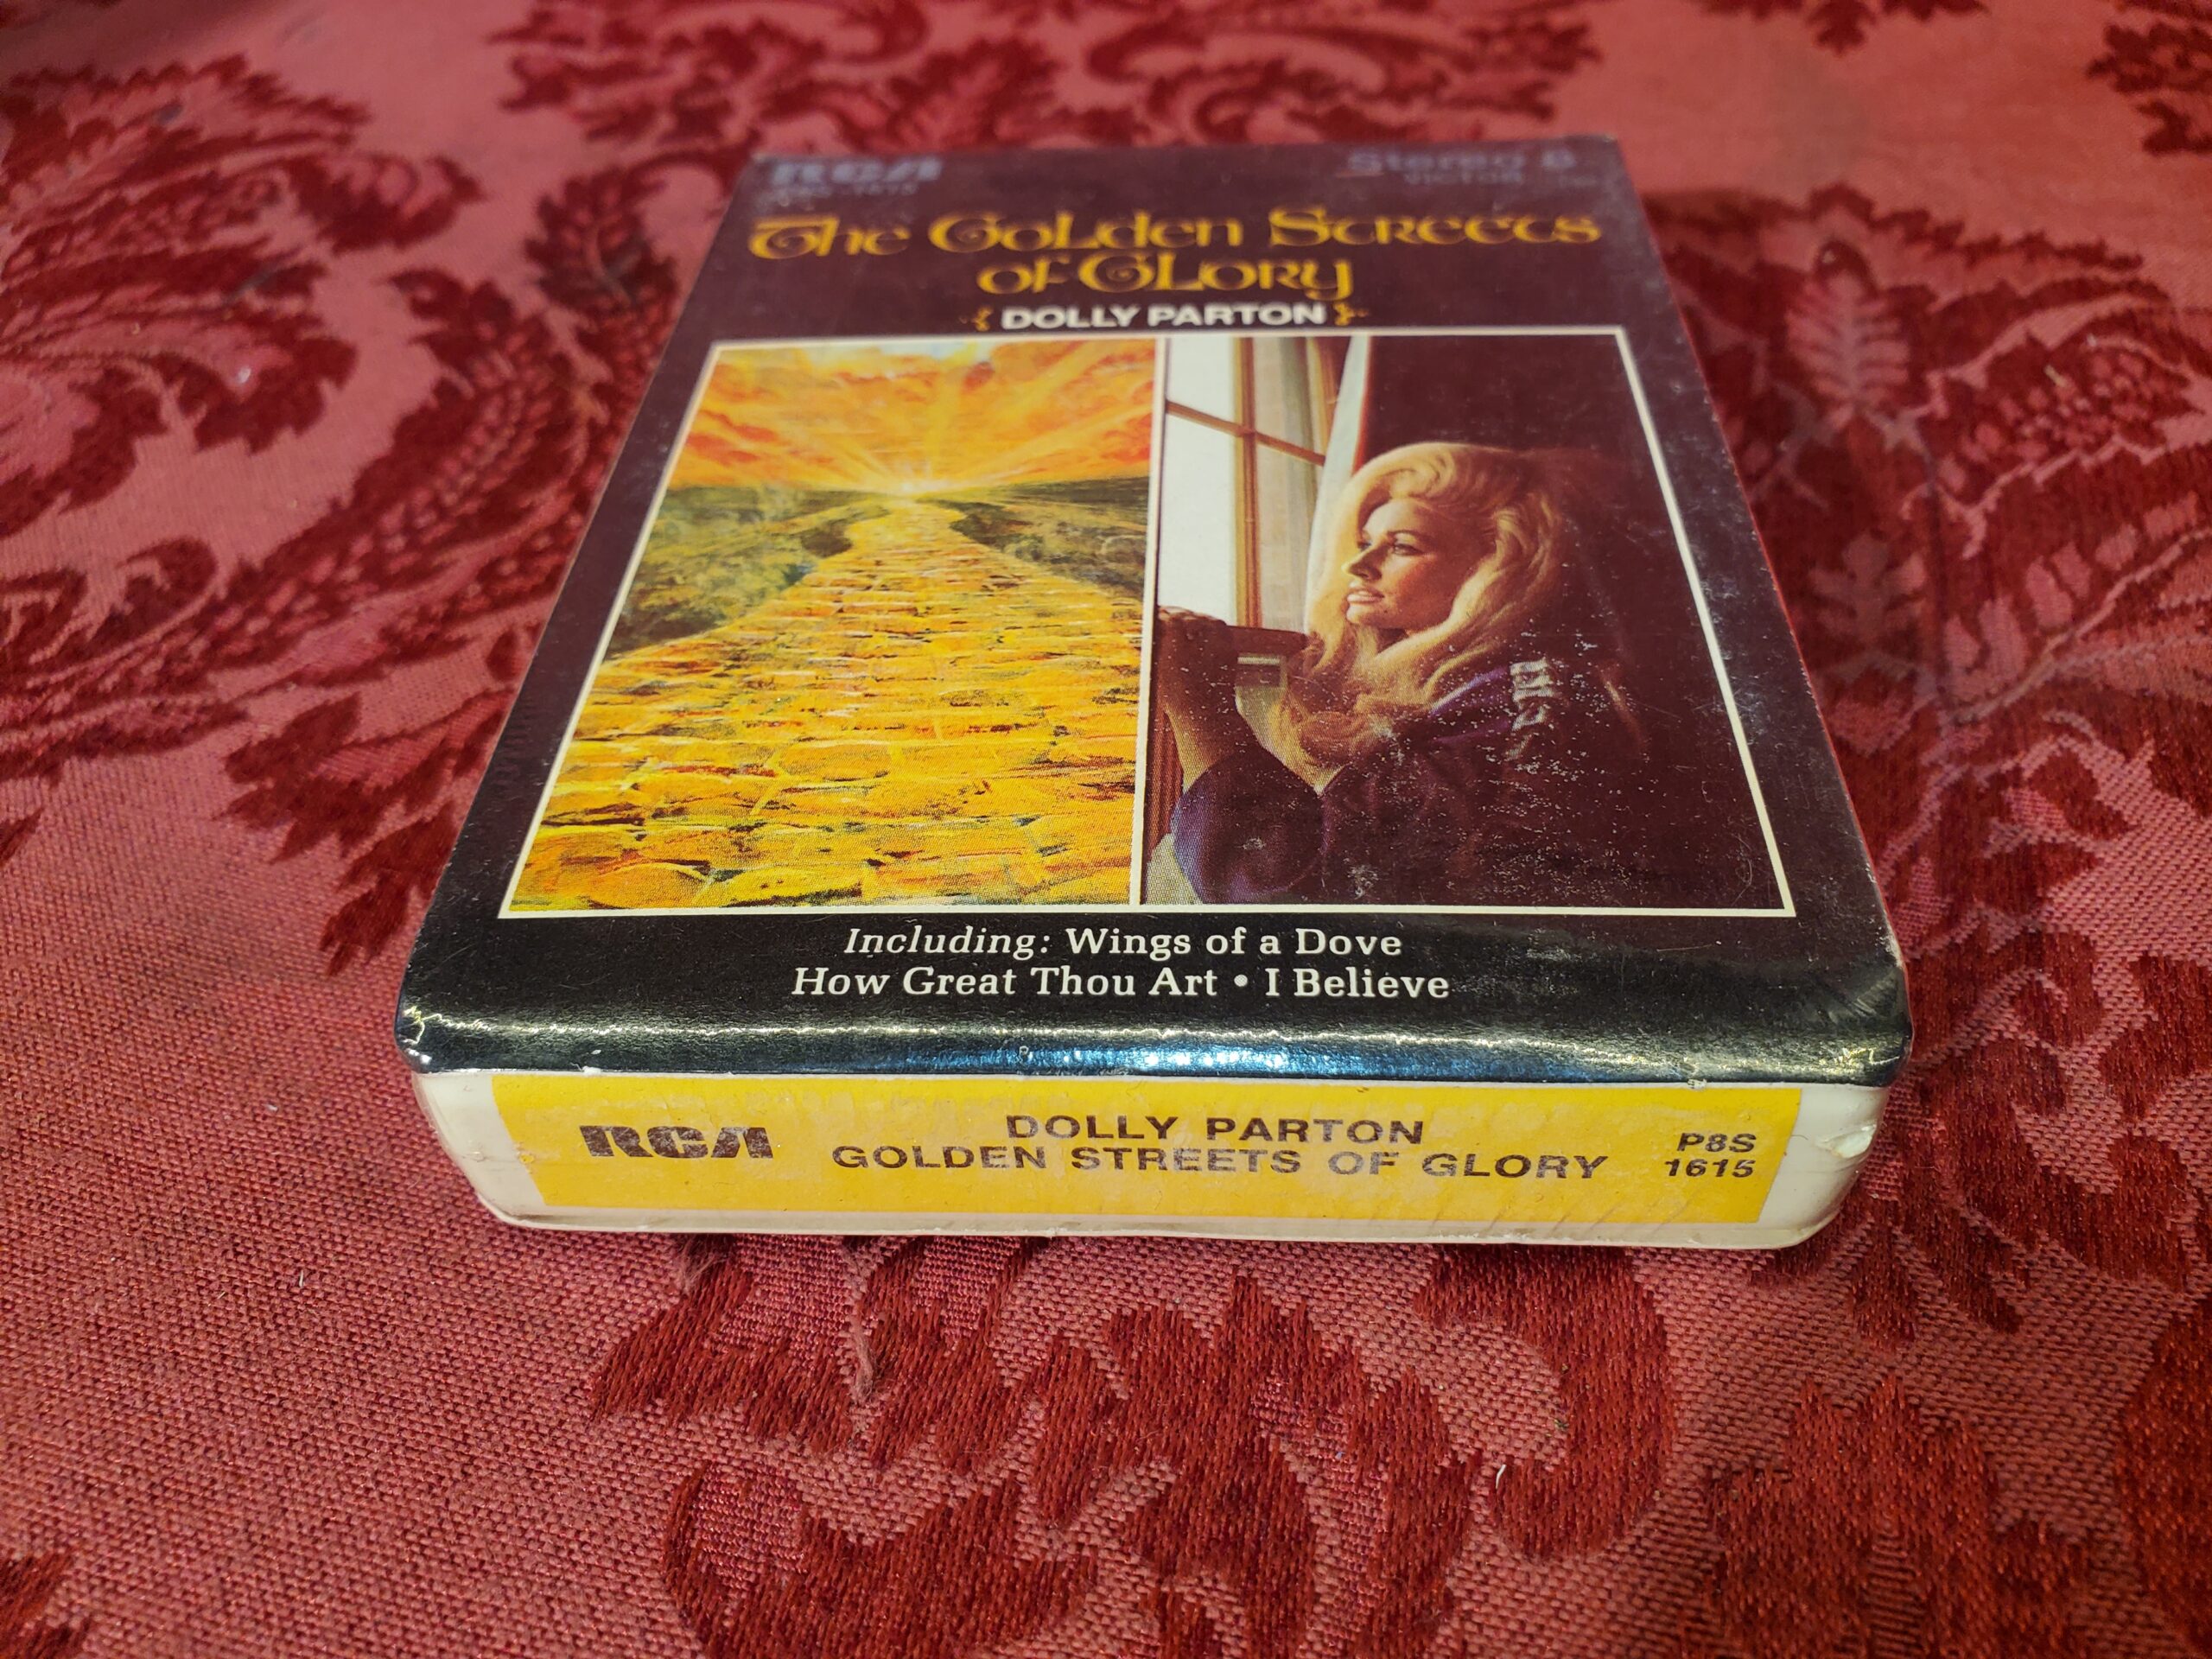 RCA
Stereo 8
The Golden Streets
of Glory
DOLLY PARTON
Including: Wings of a Dove
How Great Thou Art • I Believe
RCA
DOLLY PARTON
GOLDEN STREETS OF GLORY
P8S
1615